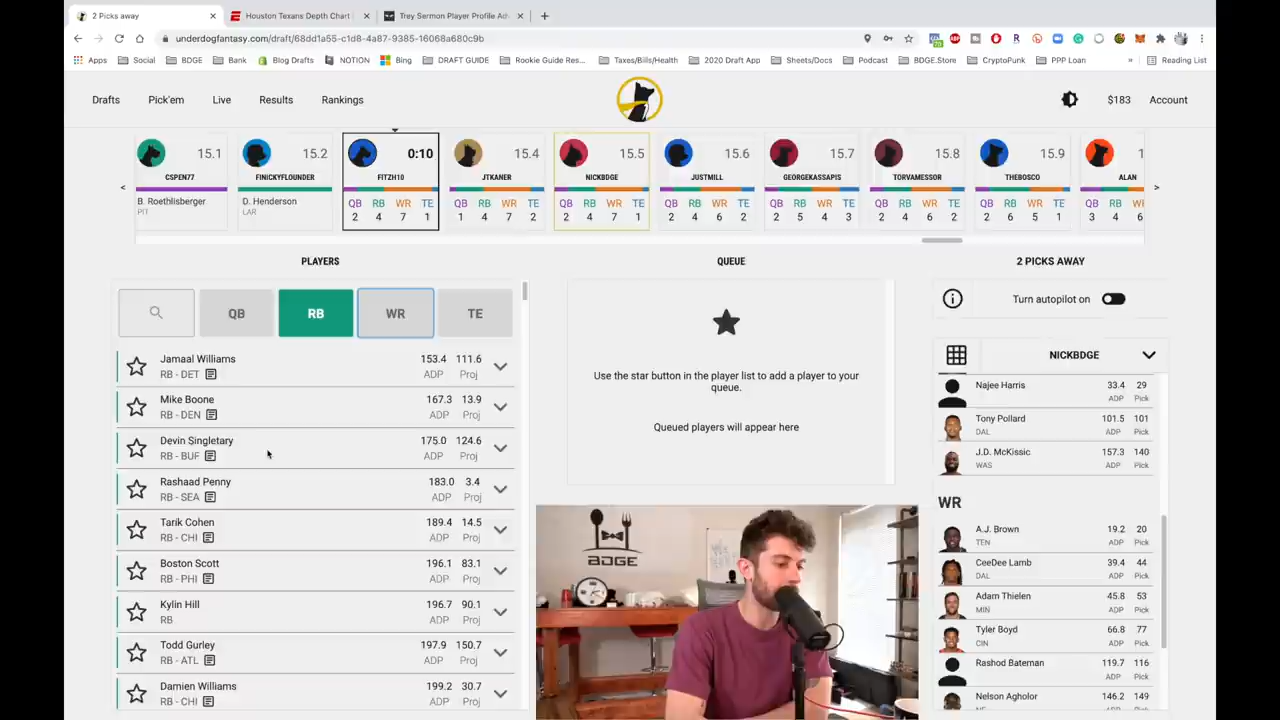 2 Picks away
Houston Texans Depth Chart
Trey Sermon Player Profile Adv
underdogfantasy.com/draft/68dd1a55-c1d8-4a87-9385-16068a680c9b
Apps Social BDGE Bank Blog Drafts NOTION Bing DRAFT GUIDE Rookie Guide Res... Taxes/Bills/Health 2020 Draft App Sheets/Docs Podcast BDGE.Store CryptoPunk PPP Loan » Reading List
Drafts Pick'em Live Results Rankings $183 Account
15.1 15.2 0:10 15.4 15.5 15.6 15.7 15.8 15.9 1
CSPEN77 FINICKYFLOUNDER FITZH10 JTKANER NICKBDGE JUSTMILL GEORGEKASSAPIS TORVAMESSOR THEBOSCO ALAN
B. Roethlisberger D. Henderson QB RB WR TE QB RB WR TE QB RB WR TE QB RB WR TE QB RB WR TE QB RB WR TE QB RB WR TE QB RB WR
PIT LAR 2 4 7 1 1 4 7 2 2 4 7 1 2 4 6 2 2 5 4 3 2 4 6 2 2 6 5 1 3 4 6
< >
PLAYERS
QB RB WR TE
Jamaal Williams 153.4 111.6
RB - DET ADP Proj
Mike Boone 167.3 13.9
RB - DEN ADP Proj
Devin Singletary 175.0 124.6
RB - BUF ADP Proj
Rashaad Penny 183.0 3.4
RB - SEA ADP Proj
Tarik Cohen 189.4 14.5
RB - CHI ADP Proj
Boston Scott 196.1 83.1
RB - PHI ADP Proj
Kylin Hill 196.7 90.1
RB ADP Proj
Todd Gurley 197.9 150.7
RB - ATL ADP Proj
Damien Williams 199.2 30.7
RB - CHI ADP Proj
QUEUE
Use the star button in the player list to add a player to your
queue.
Queued players will appear here
BDGE
2 PICKS AWAY
Turn autopilot on
NICKBDGE
Najee Harris 33.4 29
ADP Pick
Tony Pollard 101.5 101
DAL ADP Pick
J.D. McKissic 157.3 140
WAS ADP Pick
WR
A.J. Brown 19.2 20
TEN ADP Pick
CeeDee Lamb 39.4 44
DAL ADP Pick
Adam Thielen 45.8 53
MIN ADP Pick
Tyler Boyd 66.8 77
CIN ADP Pick
Rashod Bateman 119.7 116
ADP Pick
Nelson Agholor 146.2 149
ADP Pick